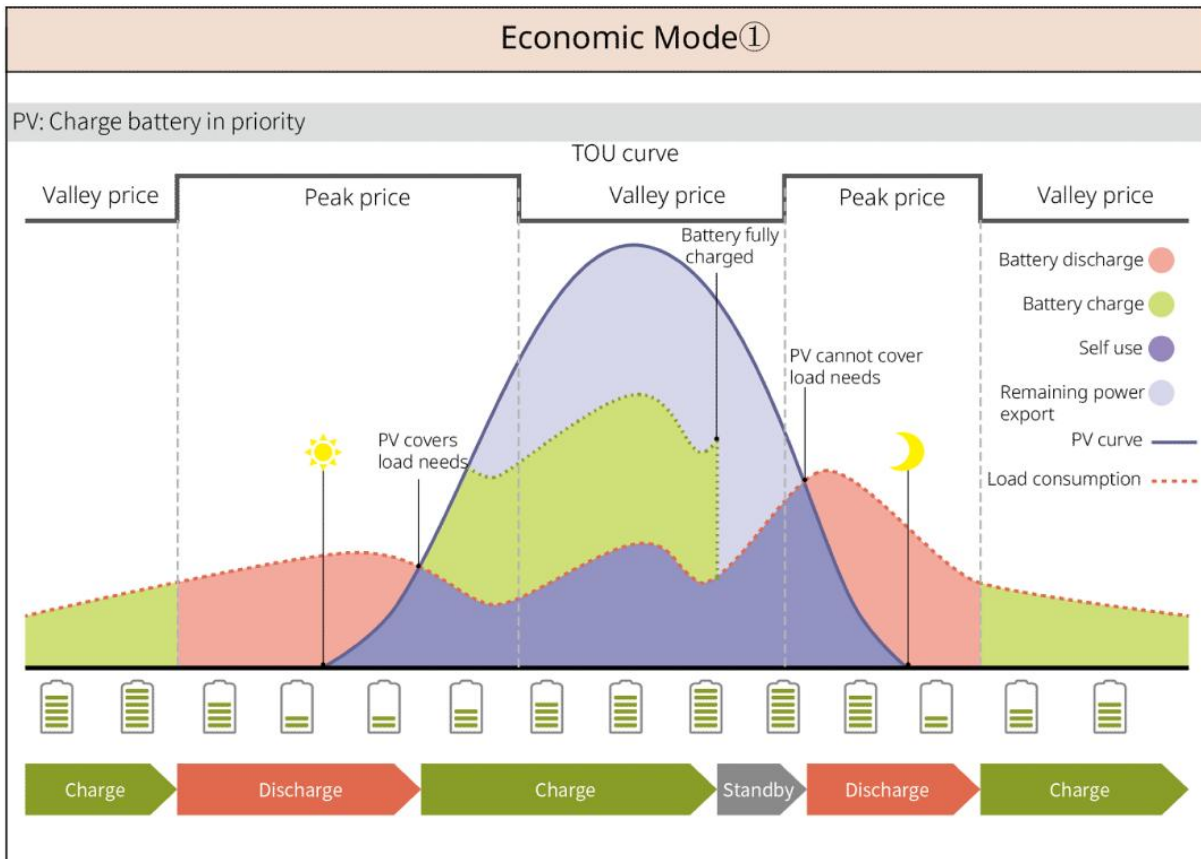 Economic Mode①
PV: Charge battery in priority
TOU curve
Valley price
Peak price
Valley price
Peak price
Valley price
Battery fully
charged
Battery discharge
Battery charge
Self use
Remaining power
export
PV curve
Load consumption
PV cannot cover
load needs
PV covers
load needs
Charge
Discharge
Charge
Standby
Discharge
Charge